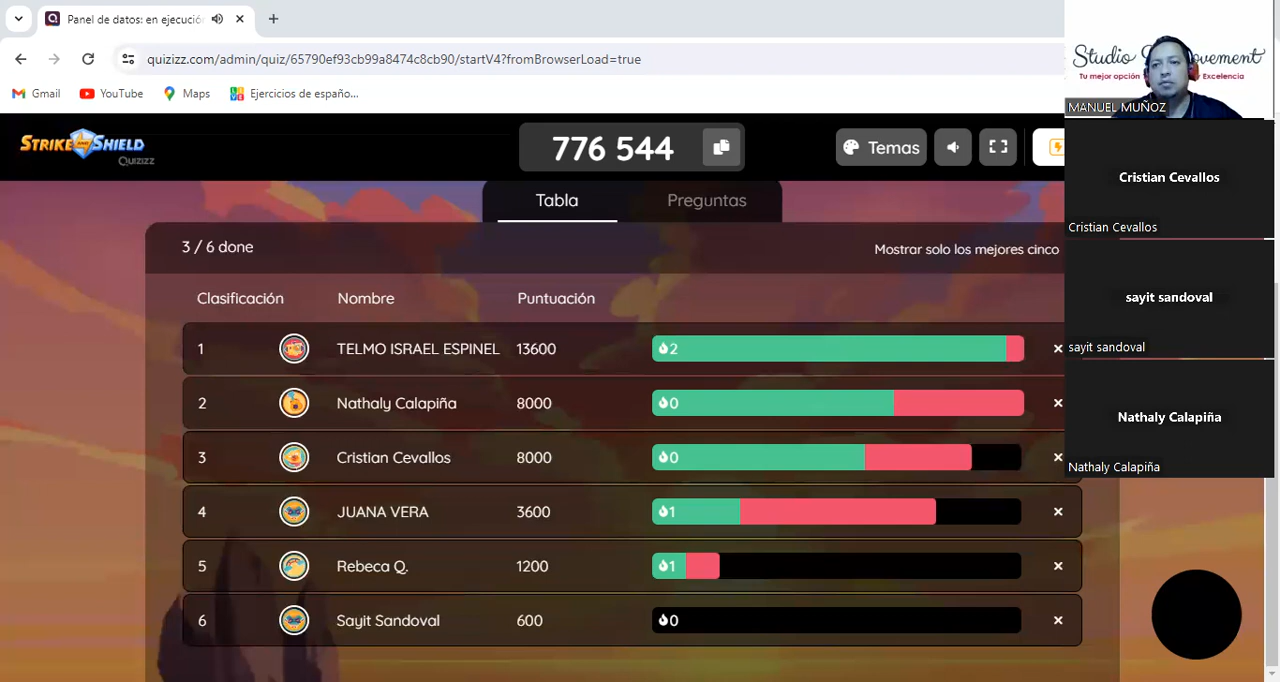 Panel de datos: en ejecución
quizizz.com/admin/quiz/65790ef93cb99a8474c8cb90/startV4?fromBrowserLoad=true
Gmail YouTube Maps Ejercicios de españo...
STRIKE AND SHIELD
Quizizz
776 544
Temas
Tabla Preguntas
3 / 6 done
Mostrar solo los mejores cinco
Clasificación Nombre Puntuación
1 TELMO ISRAEL ESPINEL 13600 2
2 Nathaly Calapiña 8000 0
3 Cristian Cevallos 8000 0
4 JUANA VERA 3600 1
5 Rebeca Q. 1200 1
6 Sayit Sandoval 600 0
Studio
Tu mejor opción
Excelencia
MANUEL MUÑOZ
Cristian Cevallos
Cristian Cevallos
sayit sandoval
sayit sandoval
Nathaly Calapiña
Nathaly Calapiña